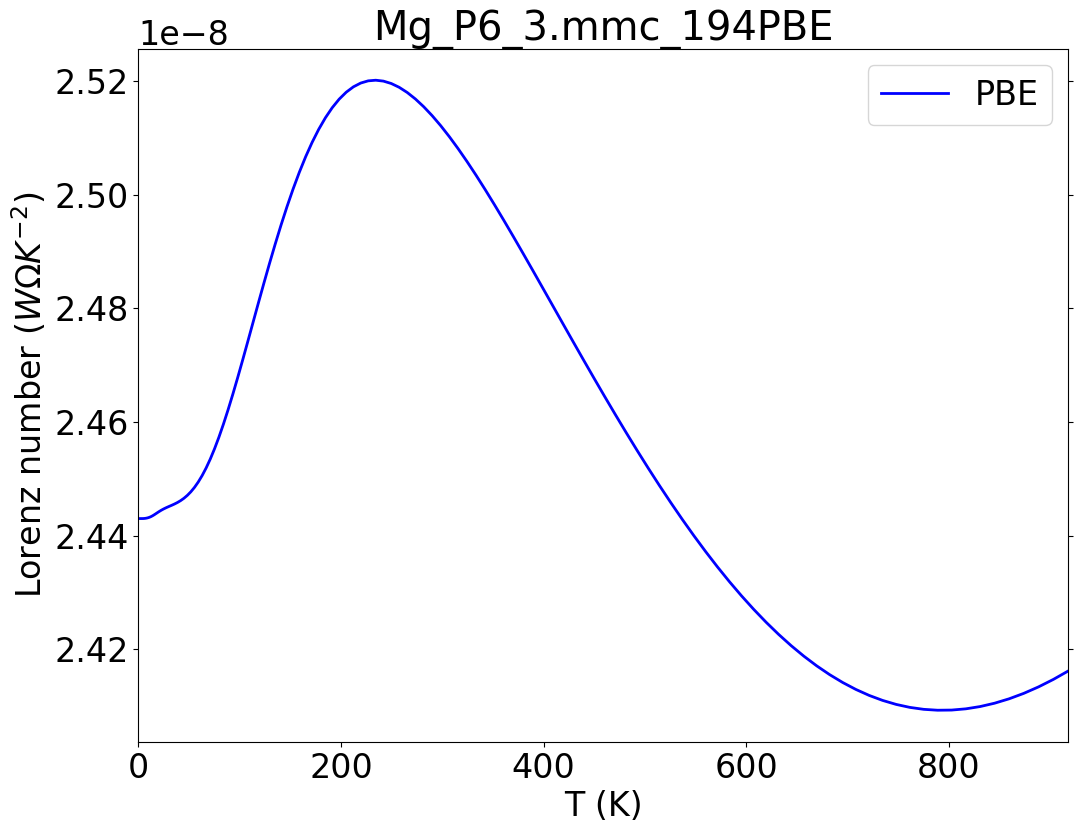 Mg_P6_3.mmc_194PBE
1e−8
2.52
2.50
2.48
2.46
2.44
2.42
Lorenz number (WΩK⁻²)
PBE
0 200 400 600 800
T (K)